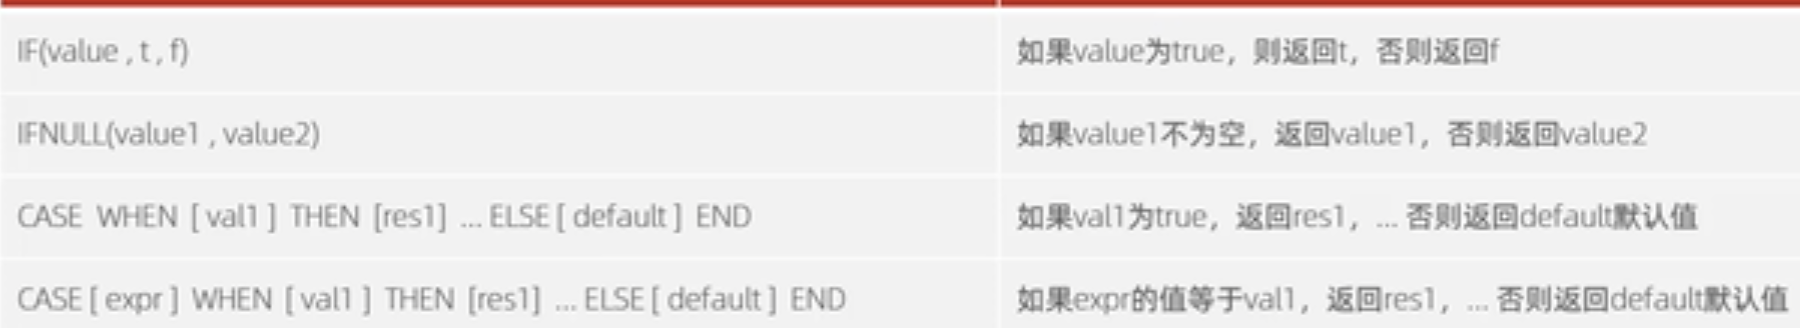 IF(value , t , f) 如果value为true，则返回t，否则返回f
IFNULL(value1 , value2) 如果value1不为空，返回value1，否则返回value2
CASE WHEN [ val1 ] THEN [res1] ... ELSE [ default ] END 如果val1为true，返回res1，... 否则返回default默认值
CASE [ expr ] WHEN [ val1 ] THEN [res1] ... ELSE [ default ] END 如果expr的值等于val1，返回res1，... 否则返回default默认值